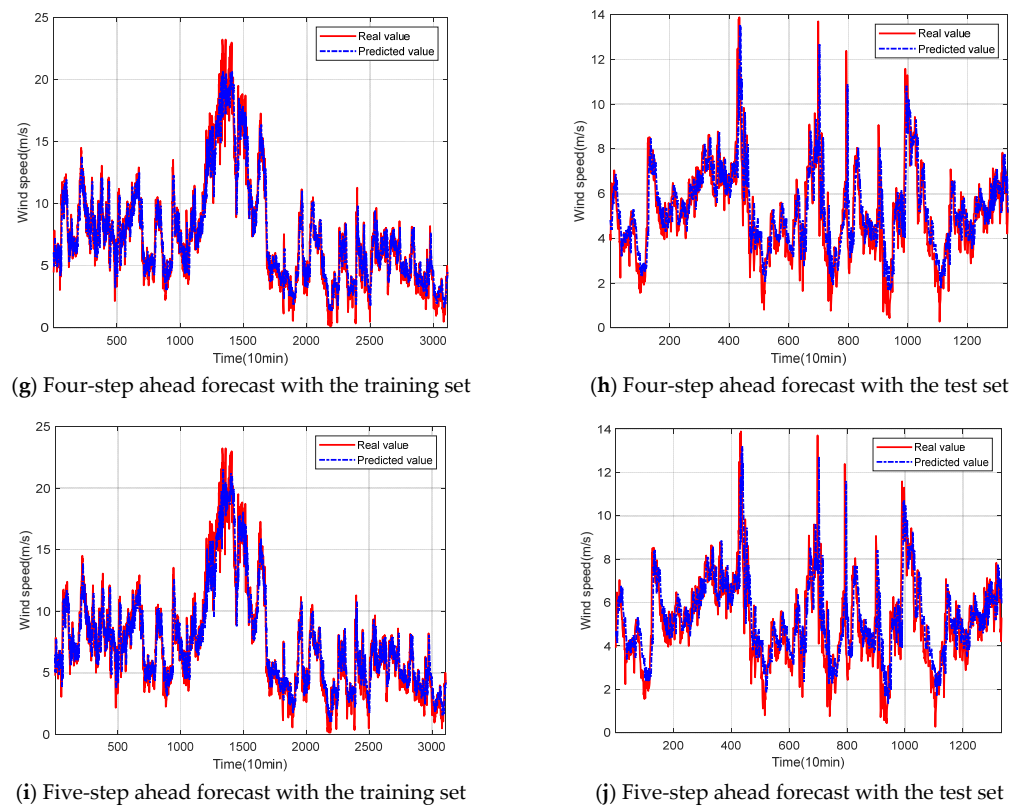 25
20
15
10
5
0
Wind speed(m/s)
Real value
Predicted value
500 1000 1500 2000 2500 3000
Time(10min)
(g) Four-step ahead forecast with the training set
14
12
10
8
6
4
2
0
Wind speed(m/s)
Real value
Predicted value
200 400 600 800 1000 1200
Time(10min)
(h) Four-step ahead forecast with the test set
25
20
15
10
5
0
Wind speed(m/s)
Real value
Predicted value
500 1000 1500 2000 2500 3000
Time(10min)
(i) Five-step ahead forecast with the training set
14
12
10
8
6
4
2
0
Wind speed(m/s)
Real value
Predicted value
200 400 600 800 1000 1200
Time(10min)
(j) Five-step ahead forecast with the test set